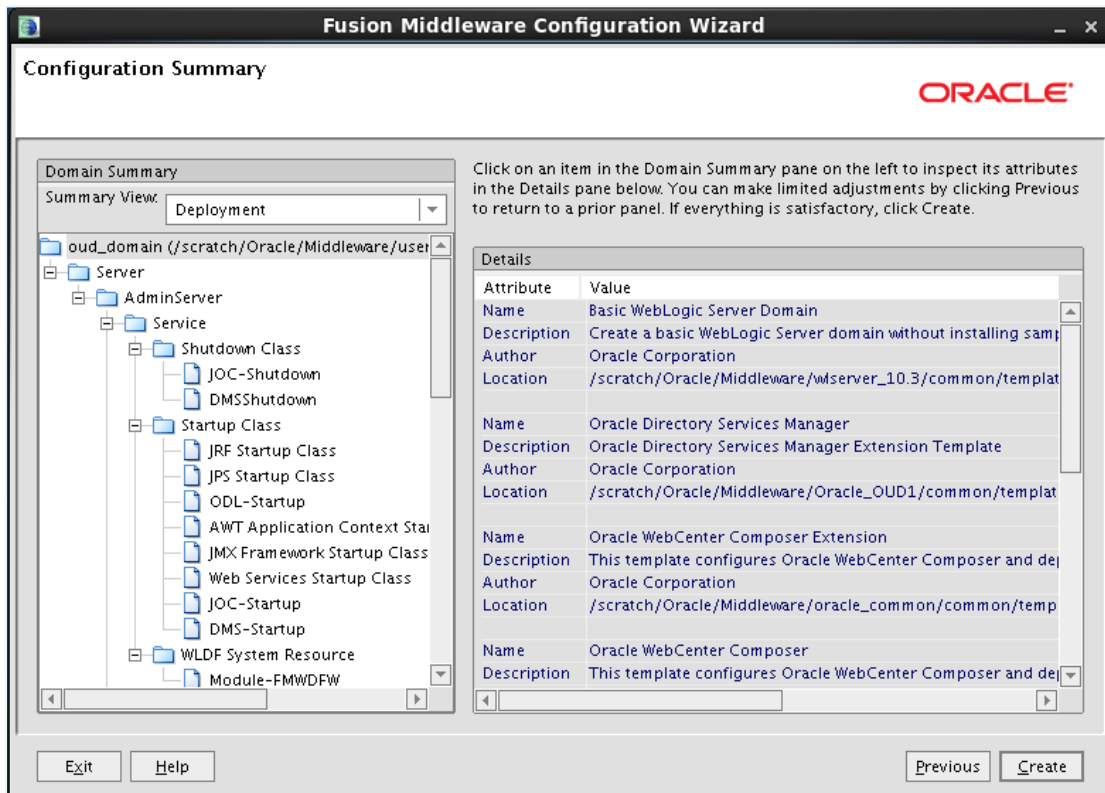 Fusion Middleware Configuration Wizard
Configuration Summary
ORACLE
Domain Summary
Summary View:
Deployment
oud_domain (/scratch/Oracle/Middleware/user
Server
AdminServer
Service
Shutdown Class
JOC-Shutdown
DMSShutdown
Startup Class
JRF Startup Class
JPS Startup Class
ODL-Startup
AWT Application Context Star
JMX Framework Startup Class
Web Services Startup Class
JOC-Startup
DMS-Startup
WLDF System Resource
Module-FMWDFW
Click on an item in the Domain Summary pane on the left to inspect its attributes
in the Details pane below. You can make limited adjustments by clicking Previous
to return to a prior panel. If everything is satisfactory, click Create.
Details
Attribute Value
Name Basic WebLogic Server Domain
Description Create a basic WebLogic Server domain without installing samp
Author Oracle Corporation
Location /scratch/Oracle/Middleware/wlserver_10.3/common/templat
Name Oracle Directory Services Manager
Description Oracle Directory Services Manager Extension Template
Author Oracle Corporation
Location /scratch/Oracle/Middleware/Oracle_OUD1/common/templat
Name Oracle WebCenter Composer Extension
Description This template configures Oracle WebCenter Composer and dep
Author Oracle Corporation
Location /scratch/Oracle/Middleware/oracle_common/common/temp
Name Oracle WebCenter Composer
Description This template configures Oracle WebCenter Composer and dep
Exit Help Previous Create